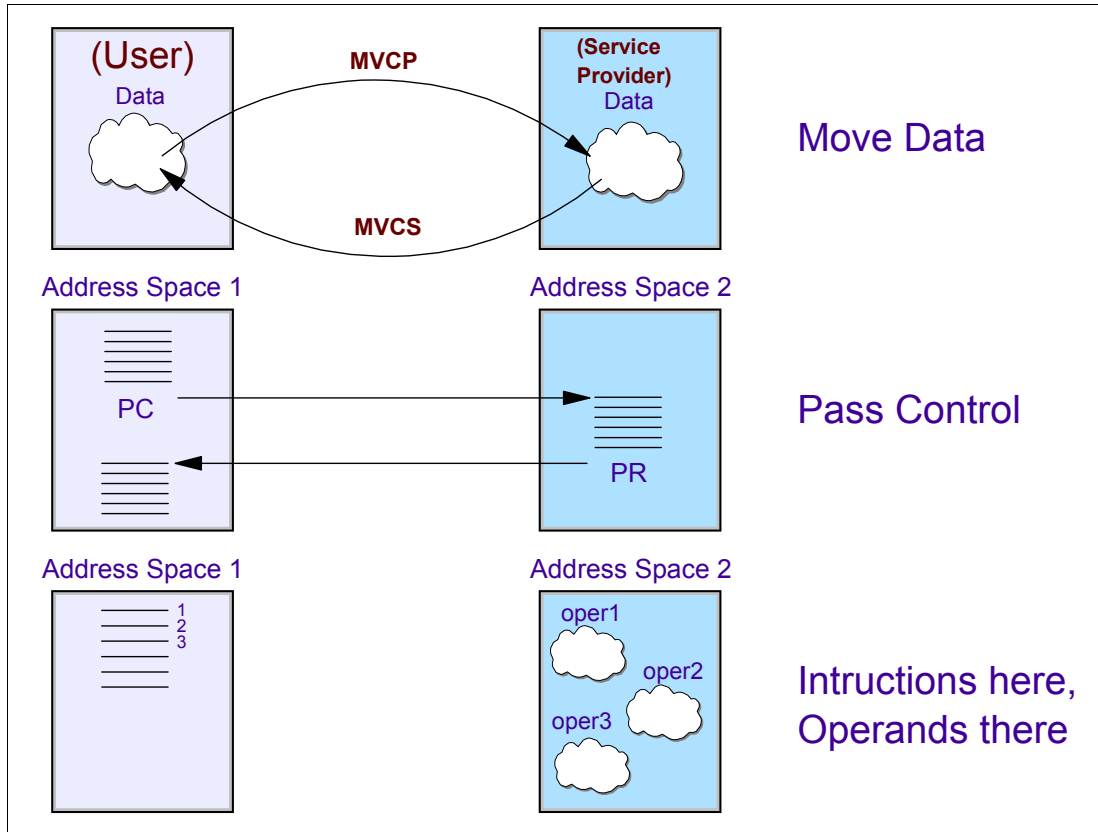 (User)
Data
MVCP
(Service
Provider)
Data
Move Data
MVCS
Address Space 1
Address Space 2
PC
PR
Pass Control
Address Space 1
Address Space 2
1
2
3
oper1
oper2
oper3
Intructions here,
Operands there